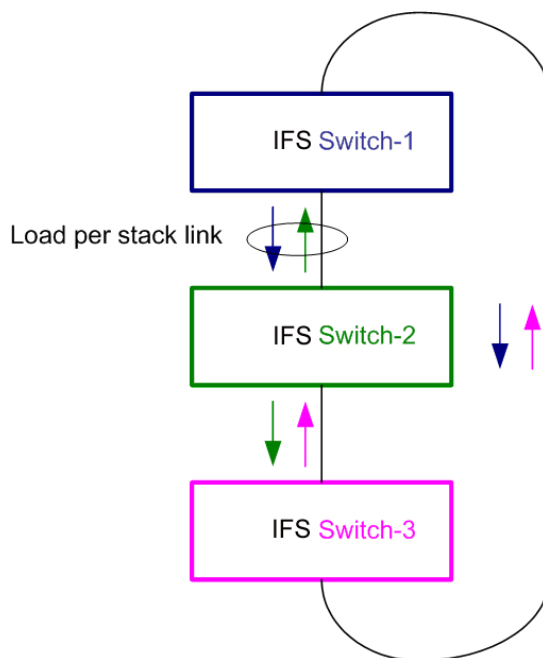 IFS Switch-1
Load per stack link
IFS Switch-2
IFS Switch-3